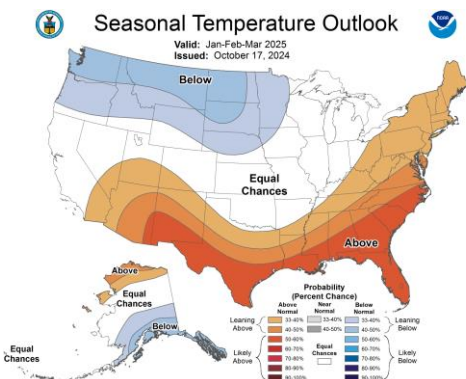 Seasonal Temperature Outlook
Valid: Jan-Feb-Mar 2025
Issued: October 17, 2024
Below
Equal
Chances
Above
Above
Equal
Chances
Below
Equal
Chances
Probability
(Percent Chance)
Above
Normal
Near
Normal
Below
Normal
Leaning
Above
33-40%
40-50%
33-40%
40-50%
33-40%
40-50%
Leaning
Below
Likely
Above
50-60%
60-70%
70-80%
80-90%
90-100%
Equal
Chances
50-60%
60-70%
70-80%
80-90%
90-100%
Likely
Below